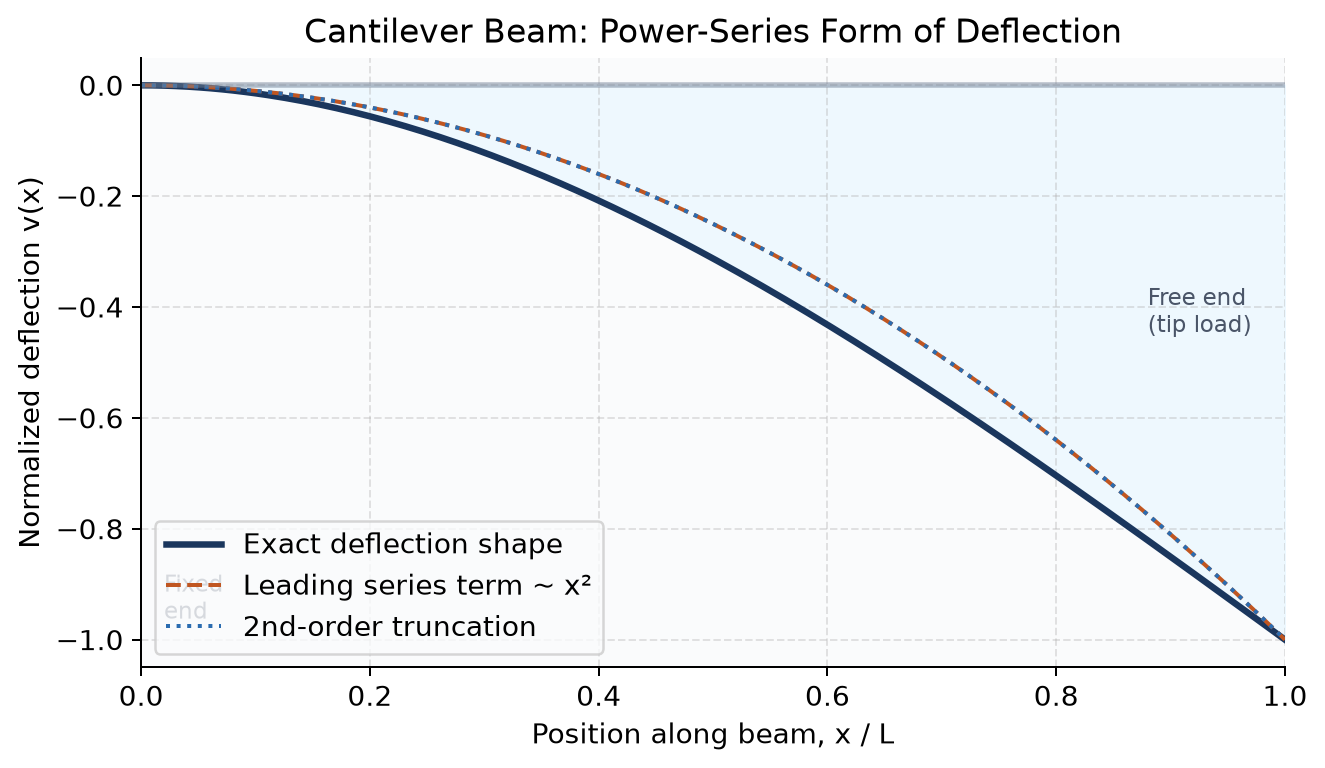 Cantilever Beam: Power-Series Form of Deflection
Normalized deflection v(x)
0.0
−0.2
−0.4
−0.6
−0.8
−1.0
Free end
(tip load)
Exact deflection shape
Leading series term ~ x²
2nd-order truncation
Fixed
end
0.0 0.2 0.4 0.6 0.8 1.0
Position along beam, x / L